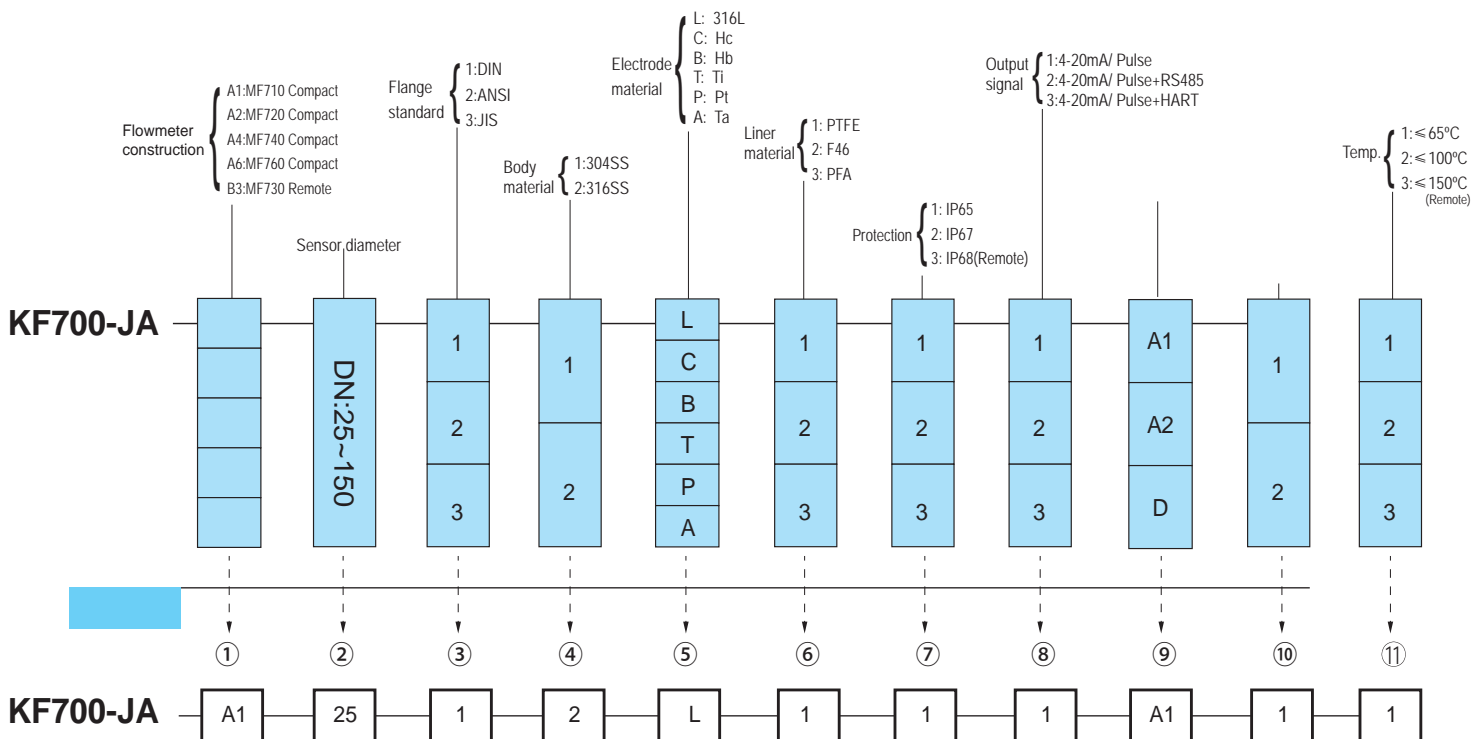 Flowmeter
construction
A1:MF710 Compact
A2:MF720 Compact
A4:MF740 Compact
A6:MF760 Compact
B3:MF730 Remote
Sensor diameter
Flange
standard
1:DIN
2:ANSI
3:JIS
Body
material
1:304SS
2:316SS
Electrode
material
L: 316L
C: Hc
B: Hb
T: Ti
P: Pt
A: Ta
Liner
material
1: PTFE
2: F46
3: PFA
Protection
1: IP65
2: IP67
3: IP68(Remote)
Output
signal
1:4-20mA/ Pulse
2:4-20mA/ Pulse+RS485
3:4-20mA/ Pulse+HART
Temp.
1:≤65ºC
2:≤100ºC
3:≤150ºC
(Remote)
KF700-JA
DN:25~150
1
2
3
1
2
L
C
B
T
P
A
1
2
3
1
2
3
1
2
3
A1
A2
D
1
2
1
2
3
① ② ③ ④ ⑤ ⑥ ⑦ ⑧ ⑨ ⑩ ⑪
KF700-JA A1 25 1 2 L 1 1 1 A1 1 1